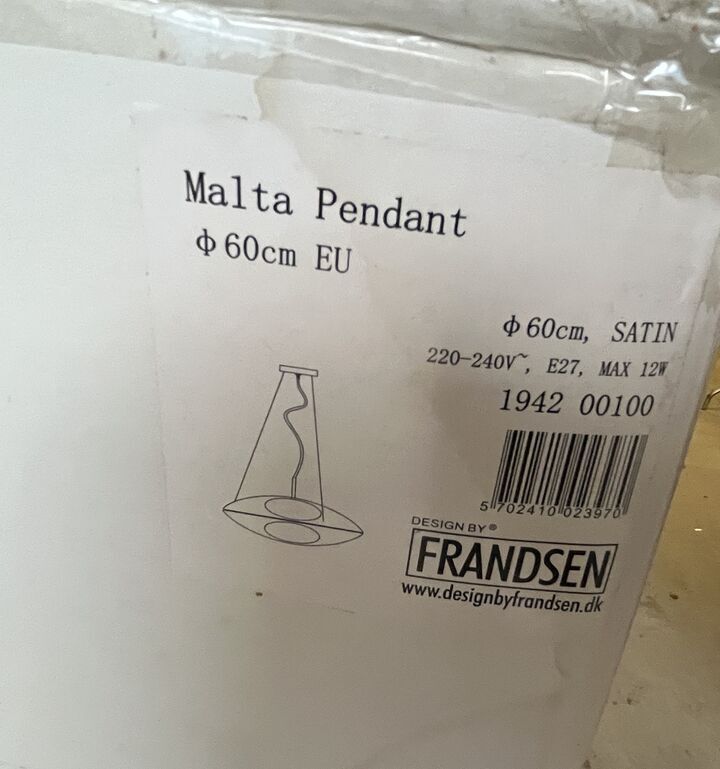 Malta Pendant
ϕ60cm EU
ϕ60cm, SATIN
220-240V~, E27, MAX 12W
1942 00100
5 702410 023970
DESIGN BY®
FRANDSEN
www.designbyfrandsen.dk